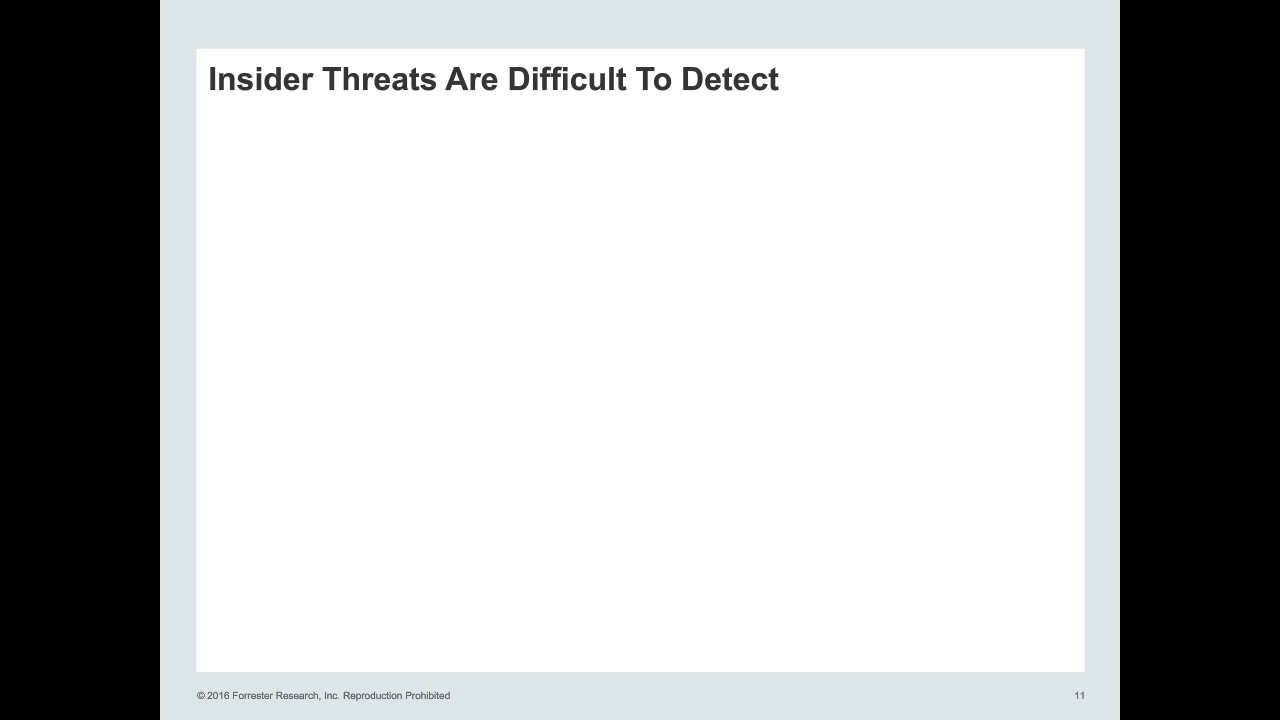 Insider Threats Are Difficult To Detect
© 2016 Forrester Research, Inc. Reproduction Prohibited
11